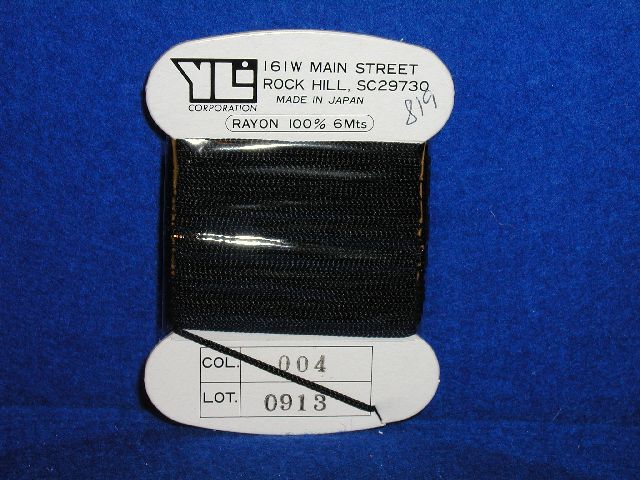 YLI
CORPORATION
161W MAIN STREET
ROCK HILL, SC29730
MADE IN JAPAN
819
RAYON 100% 6Mts
COL. 004
LOT. 0913